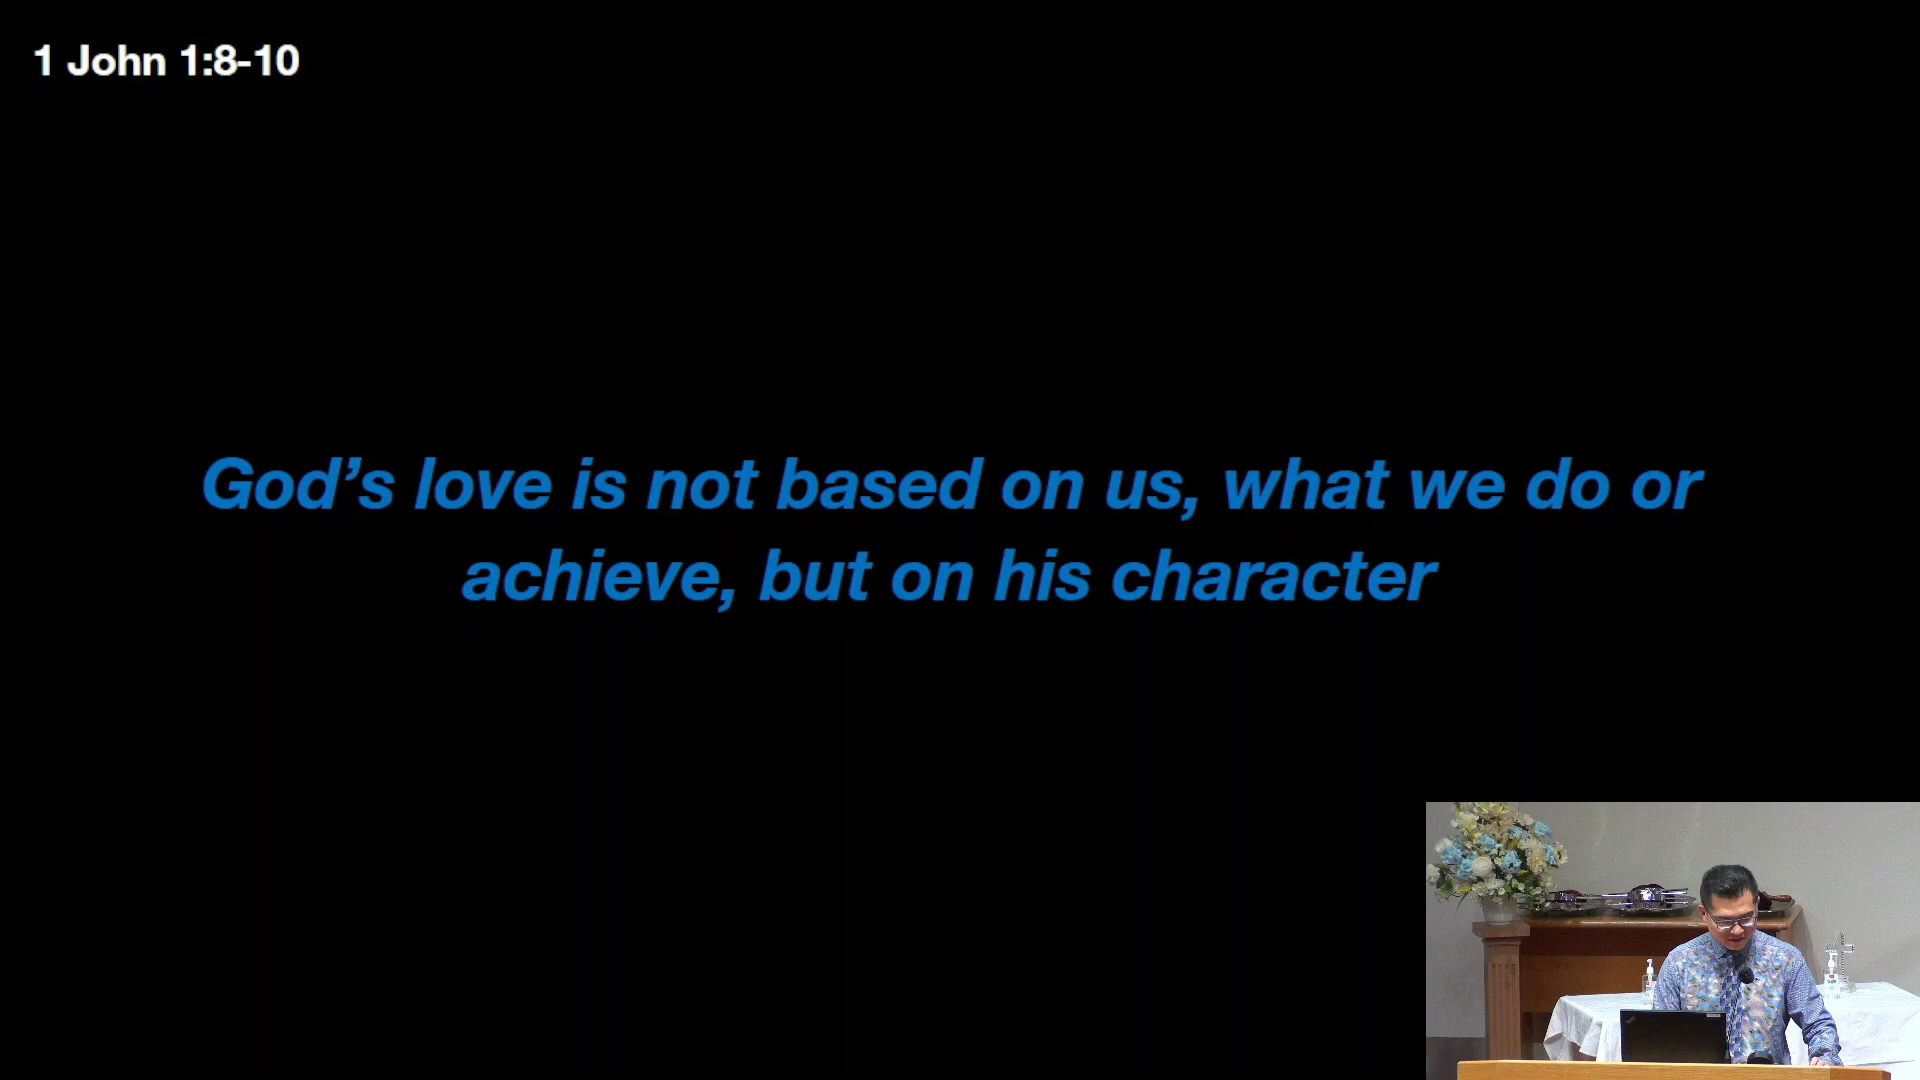 1 John 1:8-10
God’s love is not based on us, what we do or
achieve, but on his character